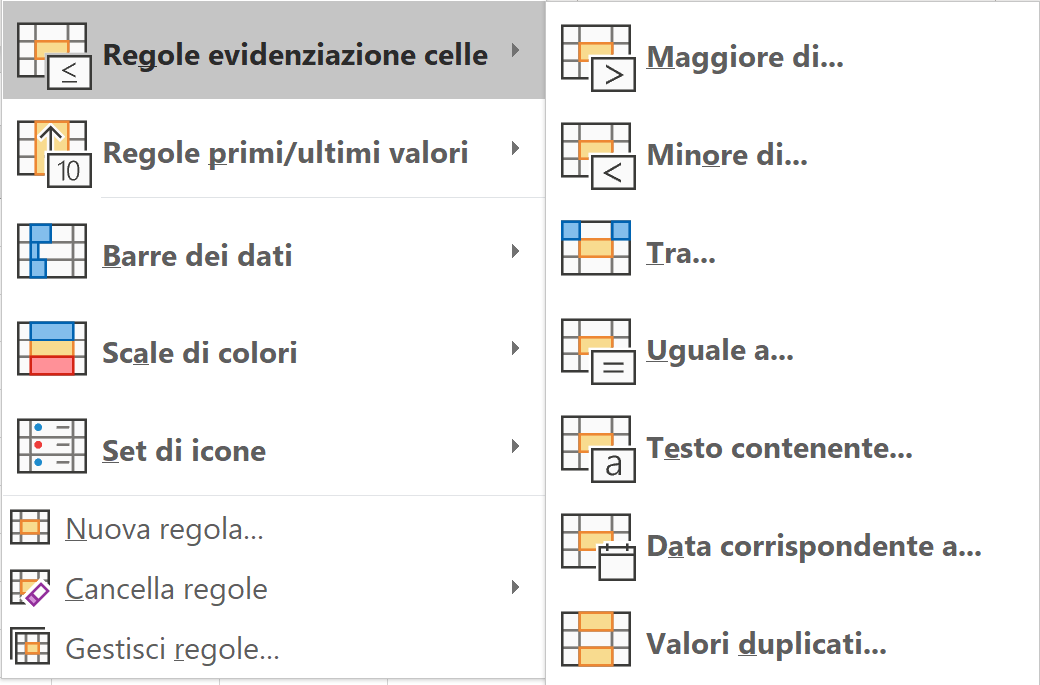 Regole evidenziazione celle
Regole primi/ultimi valori
10
Barre dei dati
Scale di colori
Set di icone
Nuova regola...
Cancella regole
Gestisci regole...
≤
Maggiore di...
>
Minore di...
<
Tra...
Uguale a...
=
Testo contenente...
a
Data corrispondente a...
Valori duplicati...